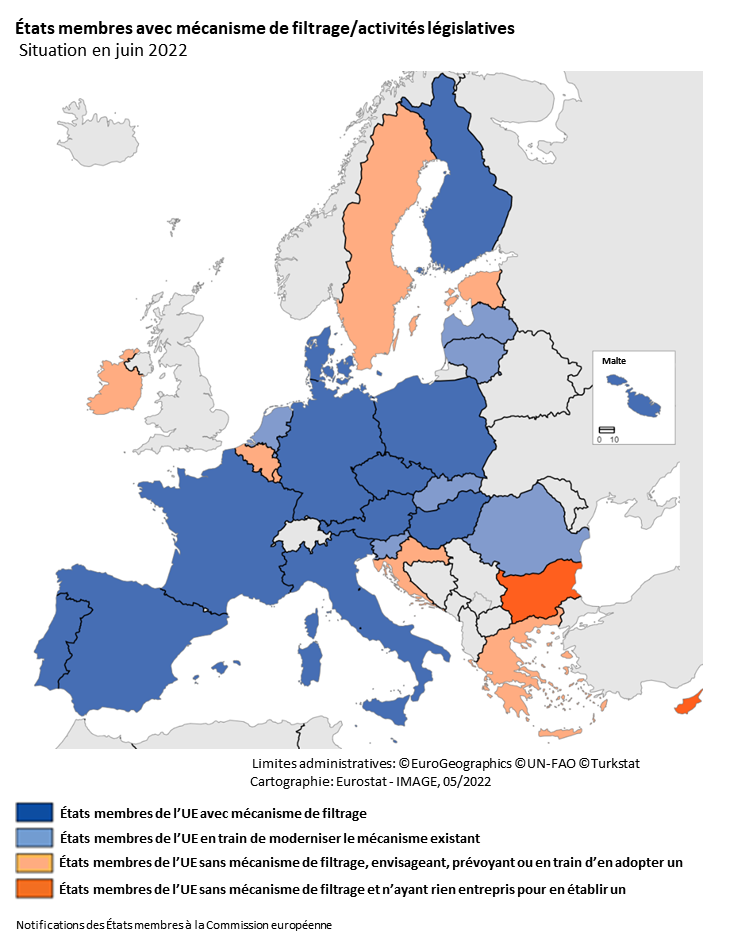 États membres avec mécanisme de filtrage/activités législatives
Situation en juin 2022
Malte
0 10
Limites administratives: ©EuroGeographics ©UN-FAO ©Turkstat
Cartographie: Eurostat - IMAGE, 05/2022
États membres de l’UE avec mécanisme de filtrage
États membres de l’UE en train de moderniser le mécanisme existant
États membres de l’UE sans mécanisme de filtrage, envisageant, prévoyant ou en train d’en adopter un
États membres de l’UE sans mécanisme de filtrage et n’ayant rien entrepris pour en établir un
Notifications des États membres à la Commission européenne